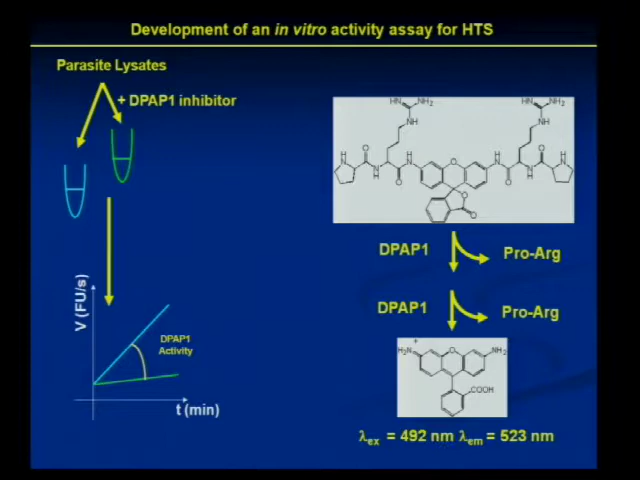 Development of an in vitro activity assay for HTS
Parasite Lysates
+ DPAP1 inhibitor
V (FU/s)
DPAP1
Activity
t (min)
HN NH₂
NH
H
N
O
N
H
O
H
N
O
H
N
O
N
H
O
H
N
HN NH₂
NH
O
O
DPAP1
Pro-Arg
DPAP1
Pro-Arg
H₂N
+
O
NH₂
COOH
λex = 492 nm λem = 523 nm